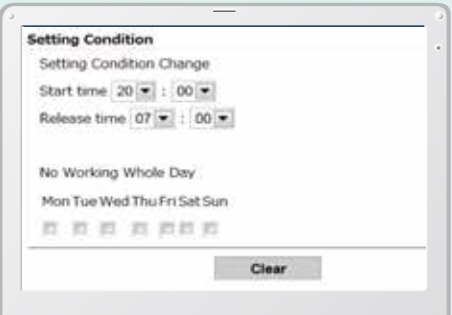 Setting Condition
Setting Condition Change
Start time 20 : 00
Release time 07 : 00
No Working Whole Day
Mon Tue Wed Thu Fri Sat Sun
Clear